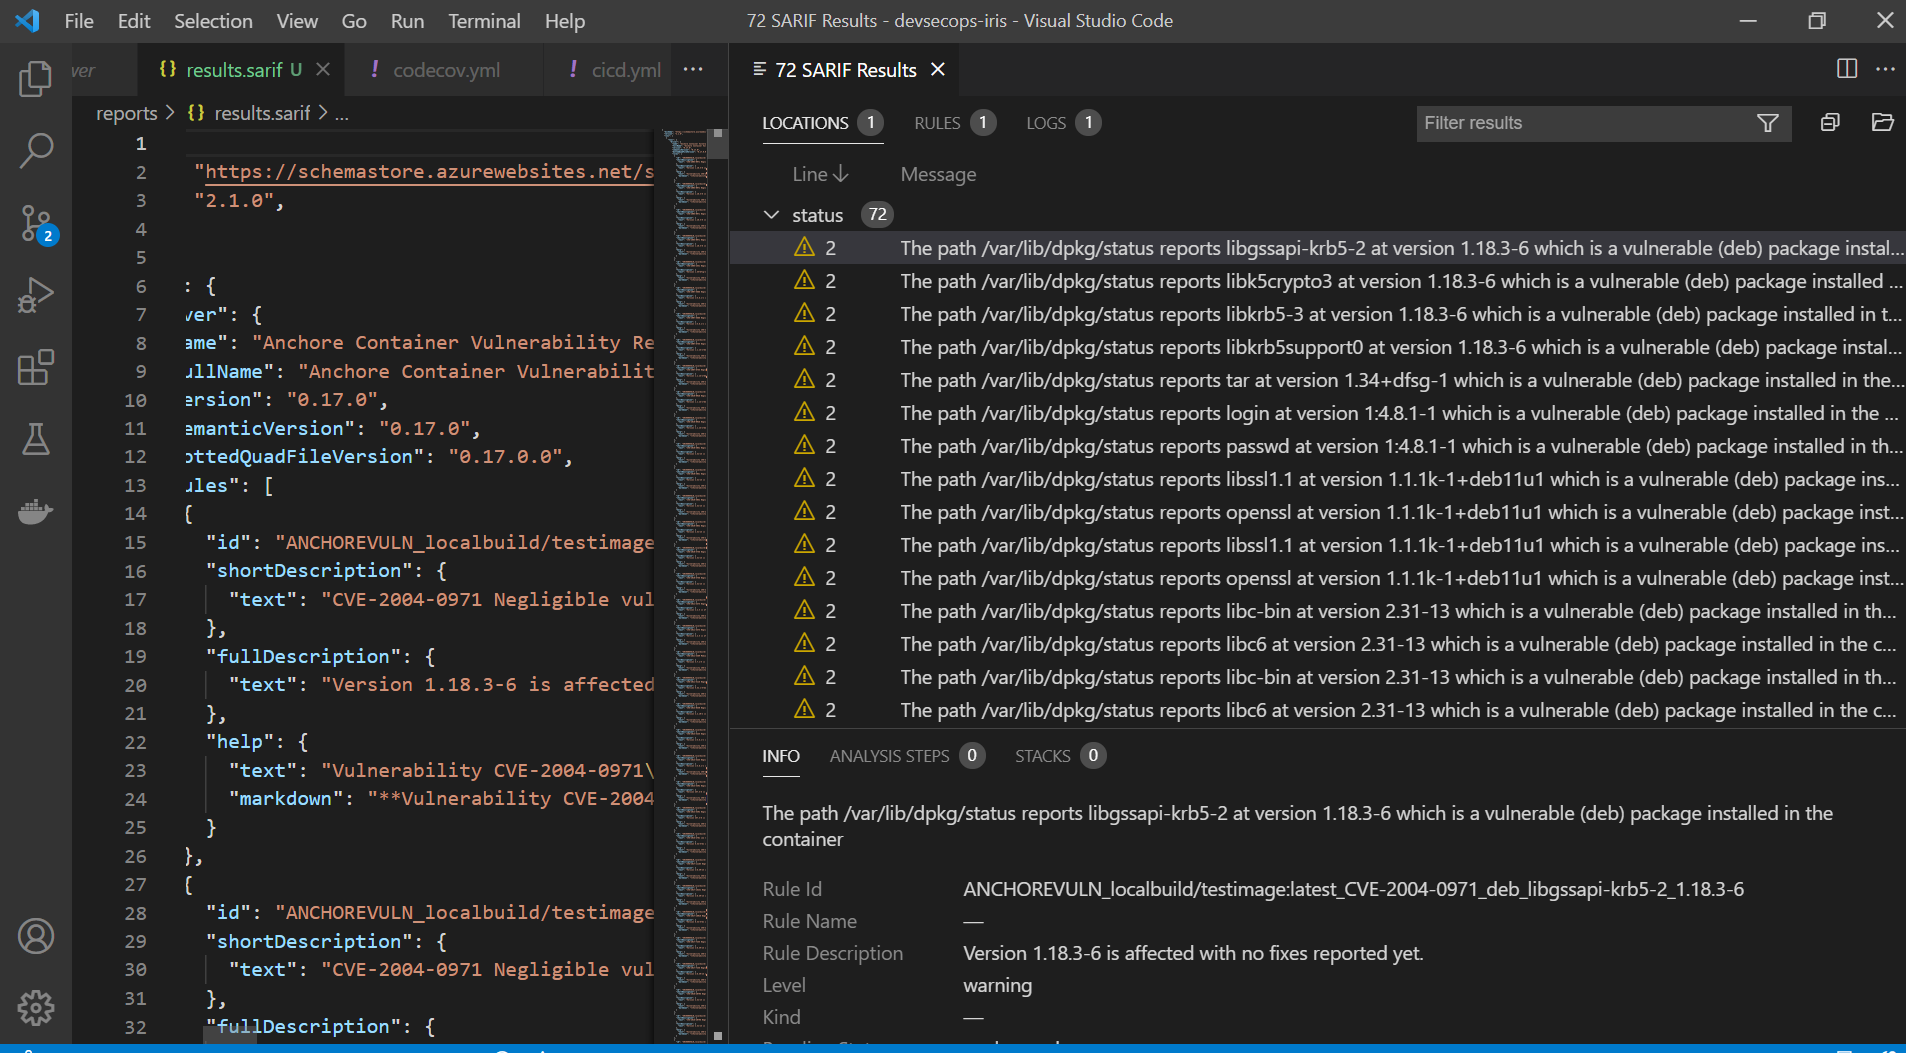 File Edit Selection View Go Run Terminal Help
72 SARIF Results - devsecops-iris - Visual Studio Code
ver
{} results.sarif U
! codecov.yml
! cicd.yml ...
72 SARIF Results
reports > {} results.sarif > ...
1
2 "https://schemastore.azurewebsites.net/s
3 "2.1.0",
4
5
6 : {
7 ver": {
8 ame": "Anchore Container Vulnerability Re
9 ullName": "Anchore Container Vulnerabilit
10 ersion": "0.17.0",
11 emanticVersion": "0.17.0",
12 ottedQuadFileVersion": "0.17.0.0",
13 ules": [
14 {
15 "id": "ANCHOREVULN_localbuild/testimage
16 "shortDescription": {
17 "text": "CVE-2004-0971 Negligible vul
18 },
19 "fullDescription": {
20 "text": "Version 1.18.3-6 is affected
21 },
22 "help": {
23 "text": "Vulnerability CVE-2004-0971\
24 "markdown": "**Vulnerability CVE-2004
25 }
26 },
27 {
28 "id": "ANCHOREVULN_localbuild/testimage
29 "shortDescription": {
30 "text": "CVE-2004-0971 Negligible vul
31 },
32 "fullDescription": {
2
LOCATIONS 1 RULES 1 LOGS 1
Filter results
Line Message
status 72
2 The path /var/lib/dpkg/status reports libgssapi-krb5-2 at version 1.18.3-6 which is a vulnerable (deb) package instal...
2 The path /var/lib/dpkg/status reports libk5crypto3 at version 1.18.3-6 which is a vulnerable (deb) package installed ...
2 The path /var/lib/dpkg/status reports libkrb5-3 at version 1.18.3-6 which is a vulnerable (deb) package installed in t...
2 The path /var/lib/dpkg/status reports libkrb5support0 at version 1.18.3-6 which is a vulnerable (deb) package instal...
2 The path /var/lib/dpkg/status reports tar at version 1.34+dfsg-1 which is a vulnerable (deb) package installed in the...
2 The path /var/lib/dpkg/status reports login at version 1:4.8.1-1 which is a vulnerable (deb) package installed in the ...
2 The path /var/lib/dpkg/status reports passwd at version 1:4.8.1-1 which is a vulnerable (deb) package installed in th...
2 The path /var/lib/dpkg/status reports libssl1.1 at version 1.1.1k-1+deb11u1 which is a vulnerable (deb) package ins...
2 The path /var/lib/dpkg/status reports openssl at version 1.1.1k-1+deb11u1 which is a vulnerable (deb) package inst...
2 The path /var/lib/dpkg/status reports libssl1.1 at version 1.1.1k-1+deb11u1 which is a vulnerable (deb) package ins...
2 The path /var/lib/dpkg/status reports openssl at version 1.1.1k-1+deb11u1 which is a vulnerable (deb) package inst...
2 The path /var/lib/dpkg/status reports libc-bin at version 2.31-13 which is a vulnerable (deb) package installed in th...
2 The path /var/lib/dpkg/status reports libc6 at version 2.31-13 which is a vulnerable (deb) package installed in the c...
2 The path /var/lib/dpkg/status reports libc-bin at version 2.31-13 which is a vulnerable (deb) package installed in th...
2 The path /var/lib/dpkg/status reports libc6 at version 2.31-13 which is a vulnerable (deb) package installed in the c...
INFO ANALYSIS STEPS 0 STACKS 0
The path /var/lib/dpkg/status reports libgssapi-krb5-2 at version 1.18.3-6 which is a vulnerable (deb) package installed in the
container
Rule Id ANCHOREVULN_localbuild/testimage:latest_CVE-2004-0971_deb_libgssapi-krb5-2_1.18.3-6
Rule Name —
Rule Description Version 1.18.3-6 is affected with no fixes reported yet.
Level warning
Kind —